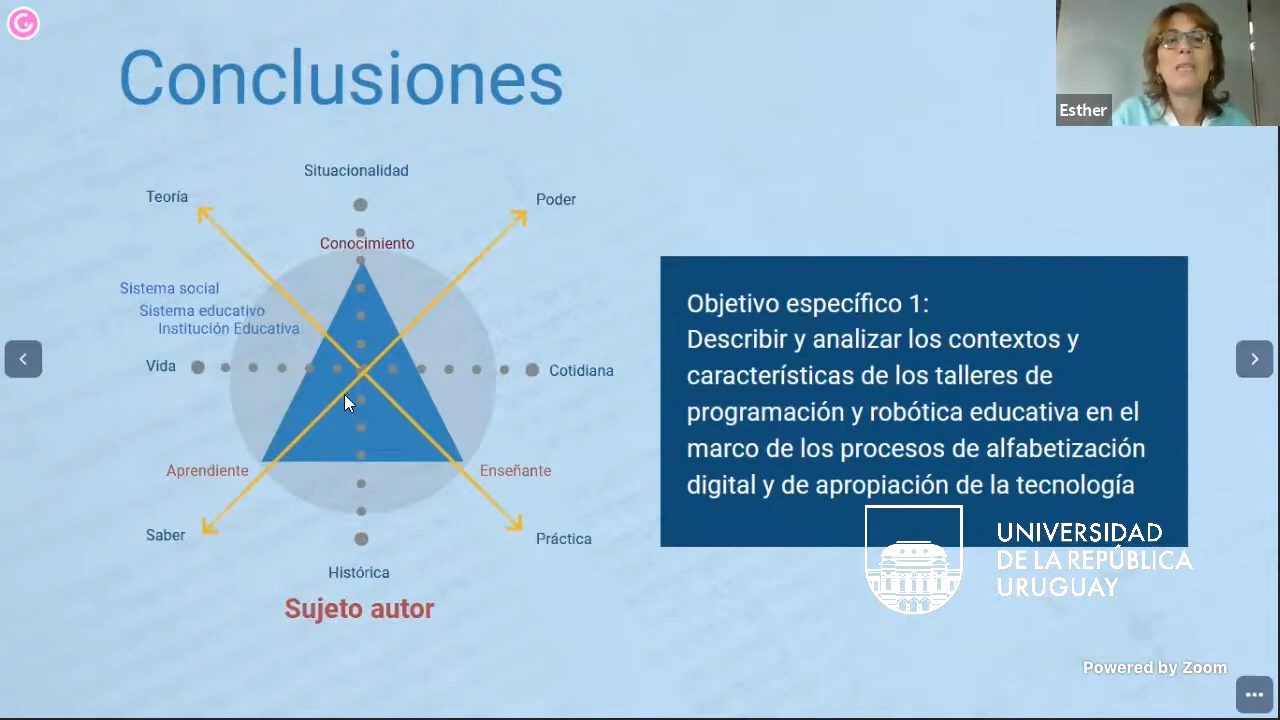 Conclusiones
Esther
Situacionalidad
Teoría
Poder
Conocimiento
Sistema social
Sistema educativo
Institución Educativa
Vida
Cotidiana
Aprendiente
Enseñante
Saber
Práctica
Histórica
Sujeto autor
Objetivo específico 1:
Describir y analizar los contextos y
características de los talleres de
programación y robótica educativa en el
marco de los procesos de alfabetización
digital y de apropiación de la tecnología
UNIVERSIDAD
DE LA REPÚBLICA
URUGUAY
Powered by Zoom